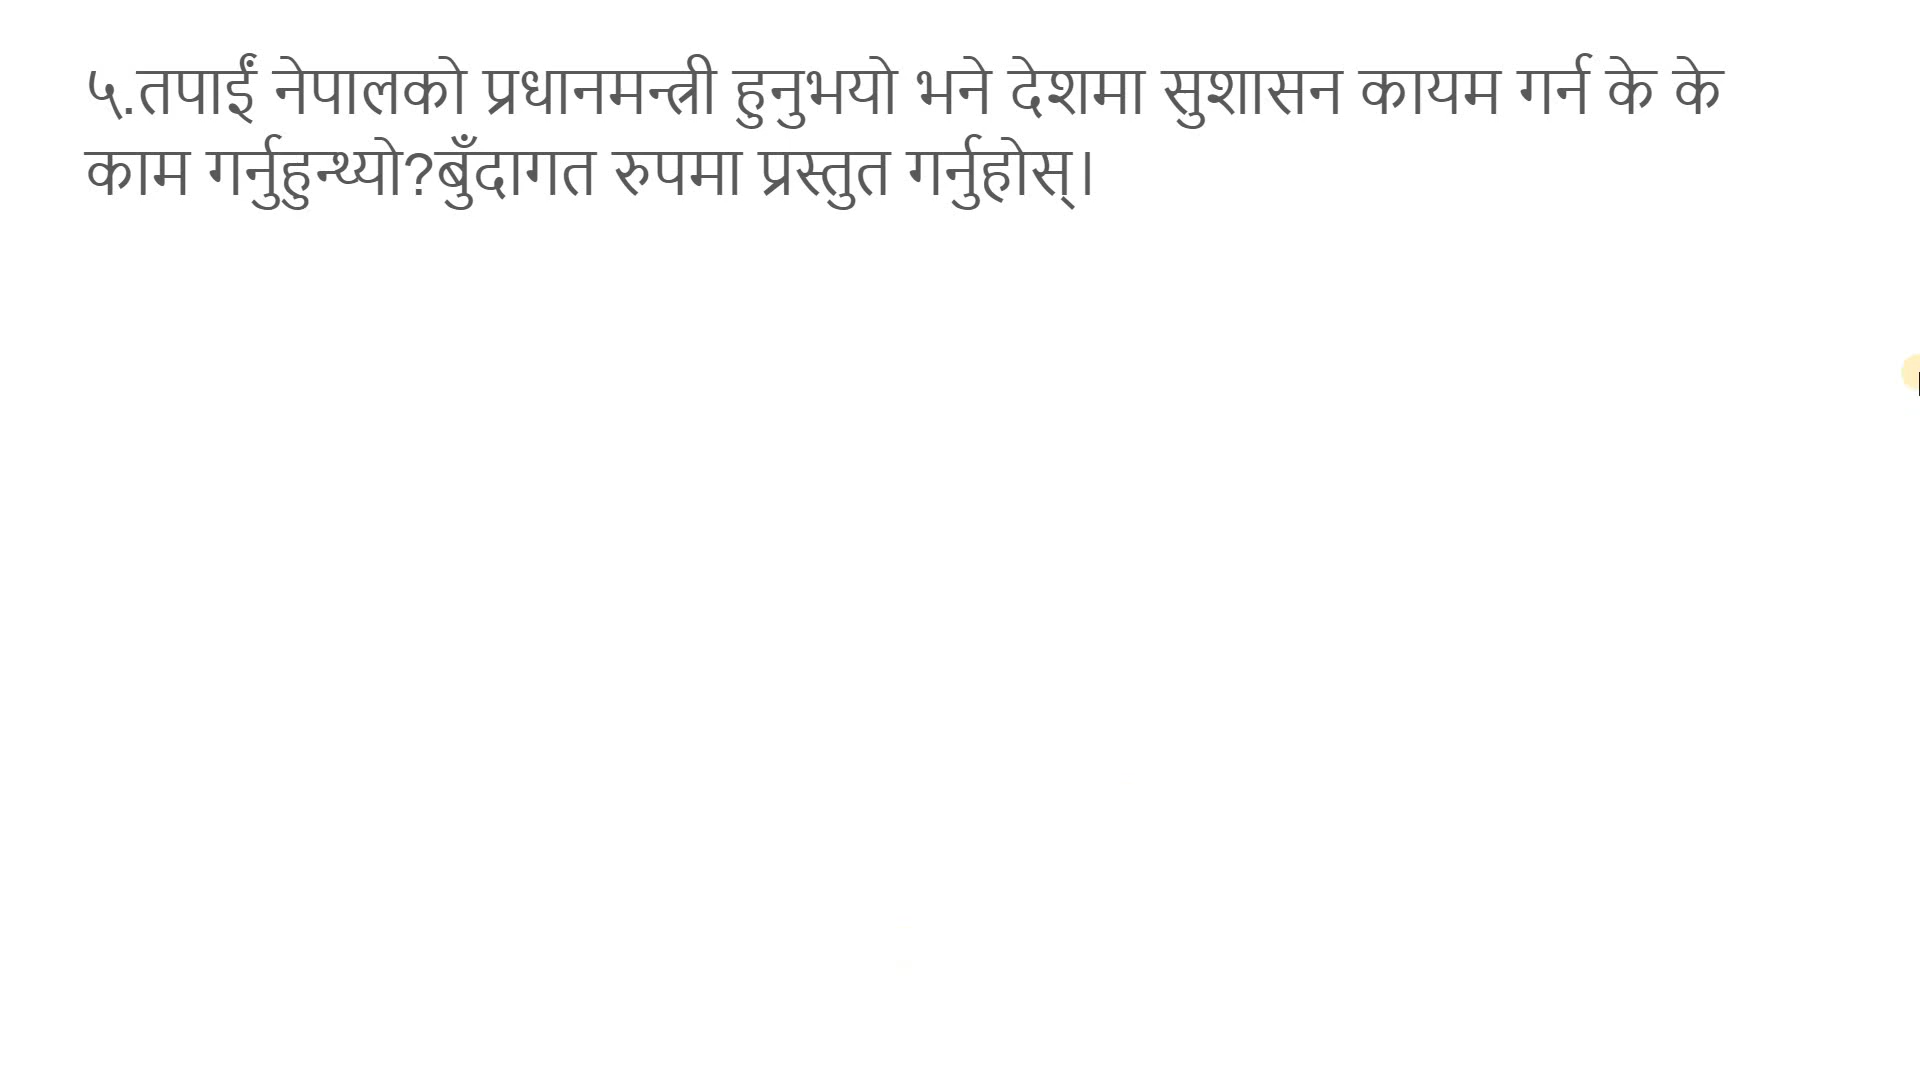 ५.तपाईं नेपालको प्रधानमन्त्री हुनुभयो भने देशमा सुशासन कायम गर्न के के
काम गर्नुहुन्थ्यो?बुँदागत रुपमा प्रस्तुत गर्नुहोस्।